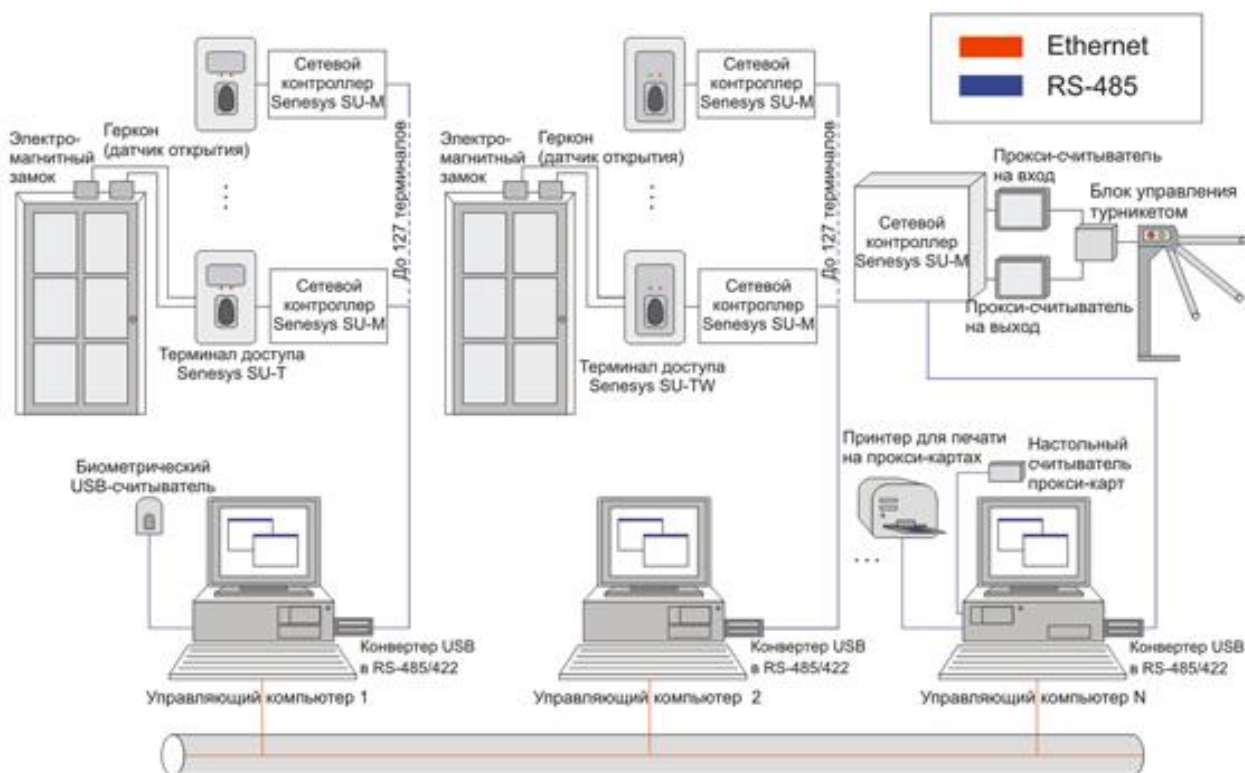 Ethernet
RS-485
Сетевой
контроллер
Senesys SU-M
Сетевой
контроллер
Senesys SU-M
Электро-
магнитный
замок
Геркон
(датчик открытия)
До 127 терминалов
Электро-
магнитный
замок
Геркон
(датчик открытия)
До 127 терминалов
Прокси-считыватель
на вход
Блок управления
турникетом
Сетевой
контроллер
Senesys SU-M
Прокси-считыватель
на выход
Сетевой
контроллер
Senesys SU-M
Сетевой
контроллер
Senesys SU-M
Терминал доступа
Senesys SU-T
Терминал доступа
Senesys SU-TW
Биометрический
USB-считыватель
Принтер для печати
на прокси-картах
Настольный
считыватель
прокси-карт
Конвертер USB
в RS-485/422
Конвертер USB
в RS-485/422
Конвертер USB
в RS-485/422
Управляющий компьютер 1
Управляющий компьютер 2
Управляющий компьютер N